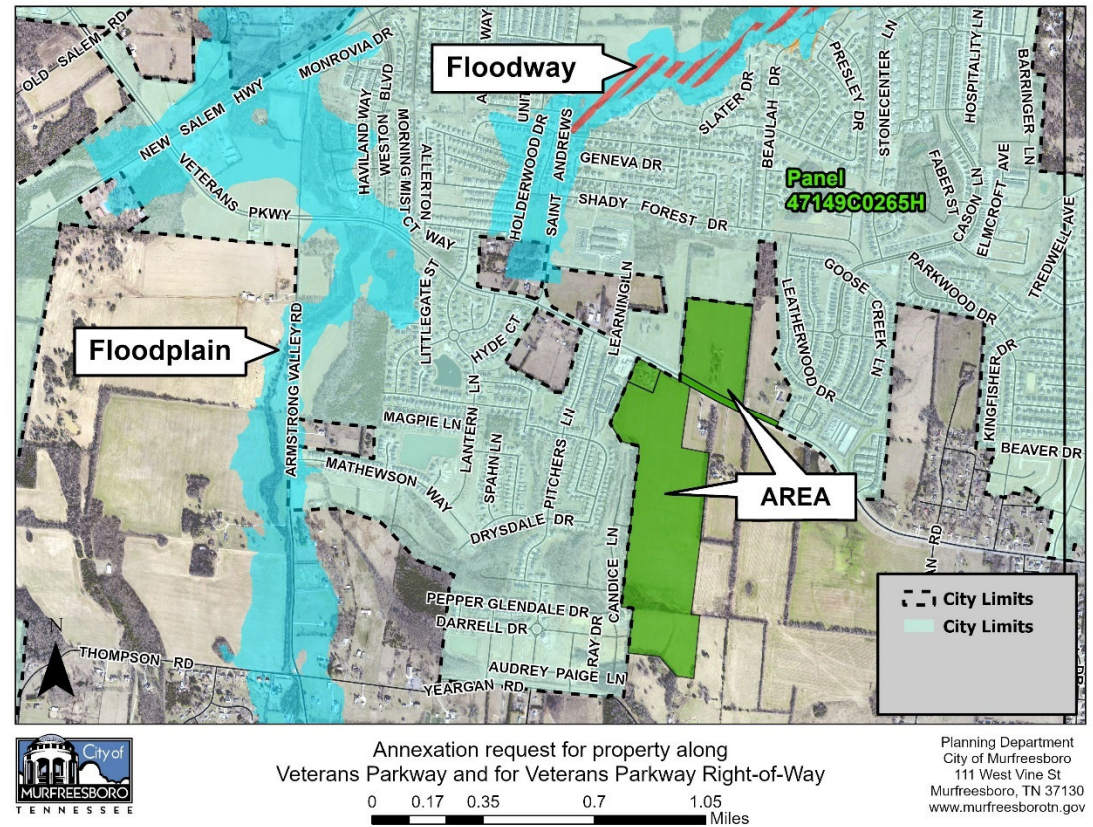 OLD SALEM RD
NEW SALEM HWY
MONROVIA DR
Floodway
PRESLEY DR
STONECENTER LN
HOSPITALITY LN
BARRINGER LN
VETERANS PKWY
HAVILAND WAY
WESTON BLVD
MORNING MIST CT
ALLERTON WAY
HOLDERWOOD DR
SAINT ANDREWS
SLATER DR
BEAULAH DR
GENEVA DR
SHADY FOREST DR
Panel
47149C0265H
FABER ST
CASON LN
ELMCROFT AVE
TREDWELL AVE
GOOSE CREEK LN
PARKWOOD DR
LEATHERWOOD DR
KINGFISHER DR
BEAVER DR
Floodplain
ARMSTRONG VALLEY RD
LITTLEGATE ST
HYDE CT
LEARNING LN
MAGPIE LN
LANTERN LN
SPAHN LN
PITCHERS LN
MATHEWSON WAY
DRYSDALE DR
CANDICE LN
AREA
PEPPER GLENDALE DR
DARRELL DR
RAY DR
AUDREY PAIGE LN
YEARGAN RD
THOMPSON RD
N
City Limits
City Limits
City of
MURFREESBORO
TENNESSEE
Annexation request for property along
Veterans Parkway and for Veterans Parkway Right-of-Way
0 0.17 0.35 0.7 1.05
Miles
Planning Department
City of Murfreesboro
111 West Vine St
Murfreesboro, TN 37130
www.murfreesborotn.gov